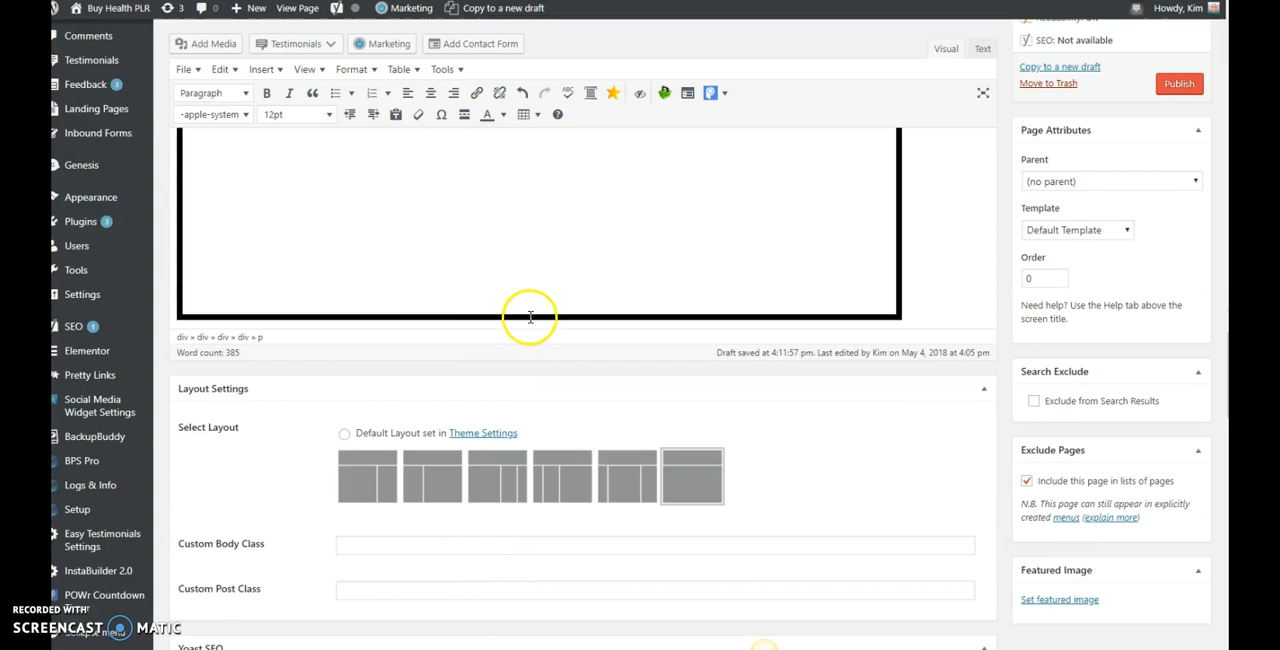 Buy Health PLR 3 0 New View Page Marketing Copy to a new draft Howdy, Kim
Comments
Testimonials
Feedback 3
Landing Pages
Inbound Forms
Genesis
Appearance
Plugins 3
Users
Tools
Settings
SEO 1
Elementor
Pretty Links
Social Media
Widget Settings
BackupBuddy
BPS Pro
Logs & Info
Setup
Easy Testimonials
Settings
InstaBuilder 2.0
POWr Countdown
RECORDED WITH
SCREENCAST MATIC
Add Media Testimonials Marketing Add Contact Form
Visual Text
File Edit Insert View Format Table Tools
Paragraph
-apple-system 12pt
div » div » div » div » p
Word count: 385
Draft saved at 4:11:57 pm. Last edited by Kim on May 4, 2018 at 4:05 pm
Layout Settings
Select Layout
Default Layout set in Theme Settings
Custom Body Class
Custom Post Class
SEO: Not available
Copy to a new draft
Move to Trash
Publish
Page Attributes
Parent
(no parent)
Template
Default Template
Order
0
Need help? Use the Help tab above the
screen title.
Search Exclude
Exclude from Search Results
Exclude Pages
Include this page in lists of pages
N.B. This page can still appear in explicitly
created menus (explain more)
Featured Image
Set featured image